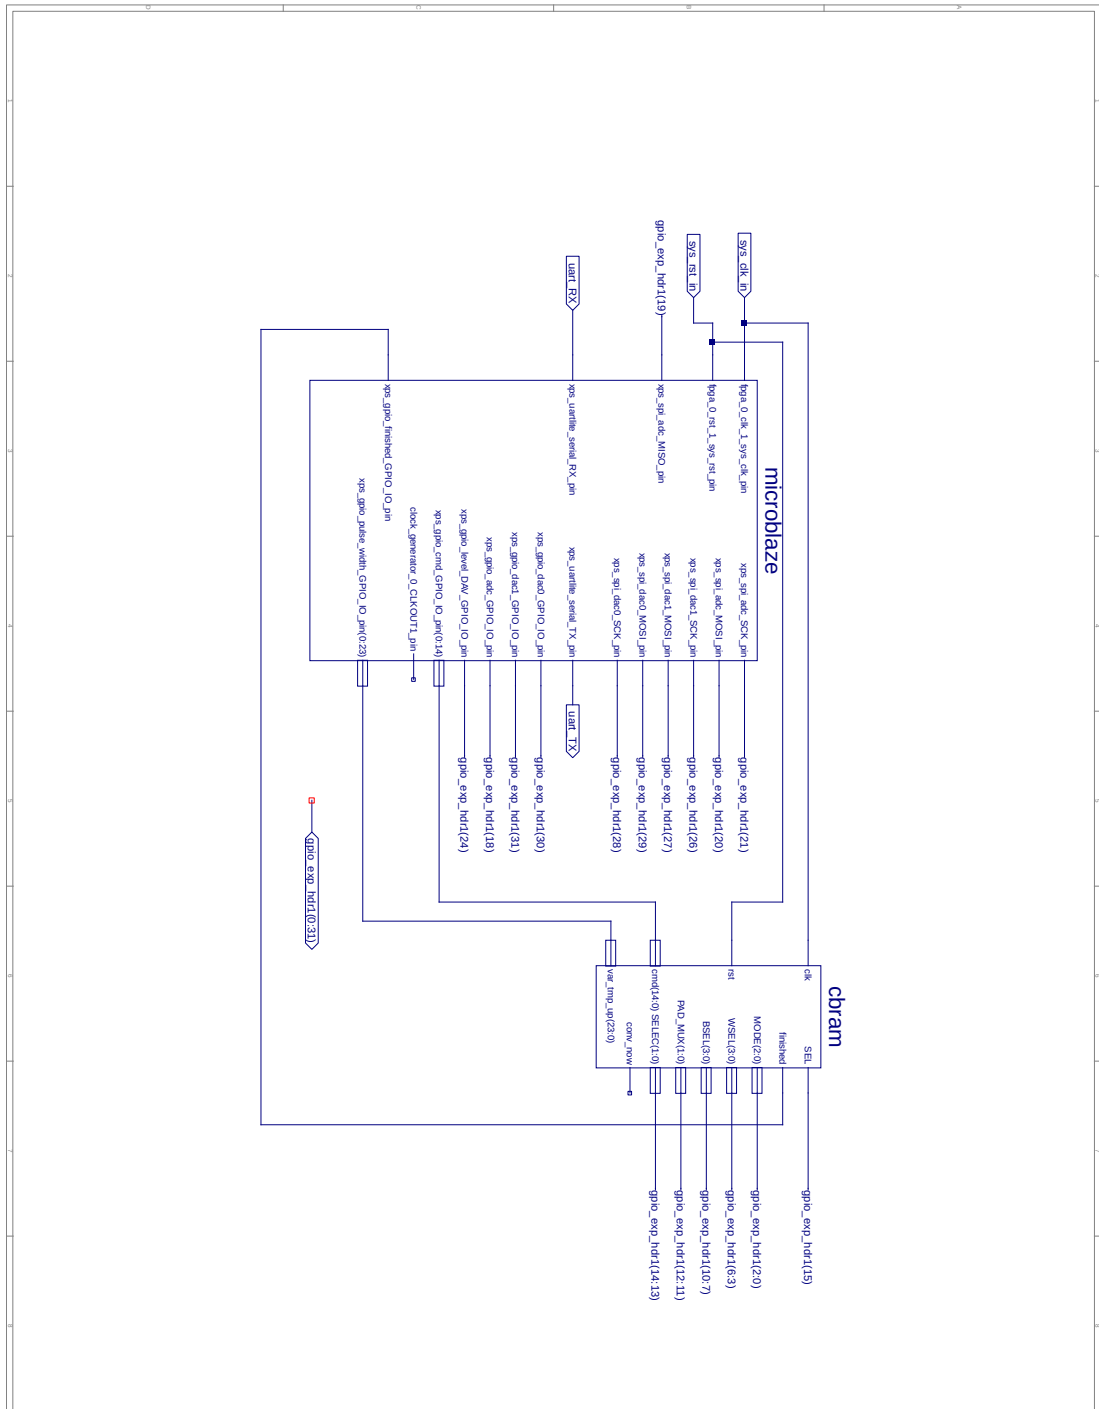 microblaze
sys_clk_in
sys_rst_in
gpio_exp_hdr1(19)
uart_RX
fpga_0_clk_1_sys_clk_pin
fpga_0_rst_1_sys_rst_pin
xps_spi_adc_MISO_pin
xps_uartlite_serial_RX_pin
xps_gpio_finished_GPIO_IO_pin
xps_spi_adc_SCK_pin
xps_spi_adc_MOSI_pin
xps_spi_dac1_SCK_pin
xps_spi_dac1_MOSI_pin
xps_spi_dac0_MOSI_pin
xps_spi_dac0_SCK_pin
xps_uartlite_serial_TX_pin
xps_gpio_dac0_GPIO_IO_pin
xps_gpio_dac1_GPIO_IO_pin
xps_gpio_adc_GPIO_IO_pin
xps_gpio_level_DAV_GPIO_IO_pin
xps_gpio_cmd_GPIO_IO_pin(0:14)
clock_generator_0_CLKOUT1_pin
xps_gpio_pulse_width_GPIO_IO_pin(0:23)
gpio_exp_hdr1(21)
gpio_exp_hdr1(20)
gpio_exp_hdr1(26)
gpio_exp_hdr1(27)
gpio_exp_hdr1(29)
gpio_exp_hdr1(28)
uart_TX
gpio_exp_hdr1(30)
gpio_exp_hdr1(31)
gpio_exp_hdr1(18)
gpio_exp_hdr1(24)
gpio_exp_hdr1(0:31)
cbram
clk
rst
cmd(14:0)
var_tmp_up(23:0)
SEL
finished
MODE(2:0)
WSEL(3:0)
BSEL(3:0)
PAD_MUX(1:0)
SELEC(1:0)
conv_now
gpio_exp_hdr1(15)
gpio_exp_hdr1(2:0)
gpio_exp_hdr1(6:3)
gpio_exp_hdr1(10:7)
gpio_exp_hdr1(12:11)
gpio_exp_hdr1(14:13)